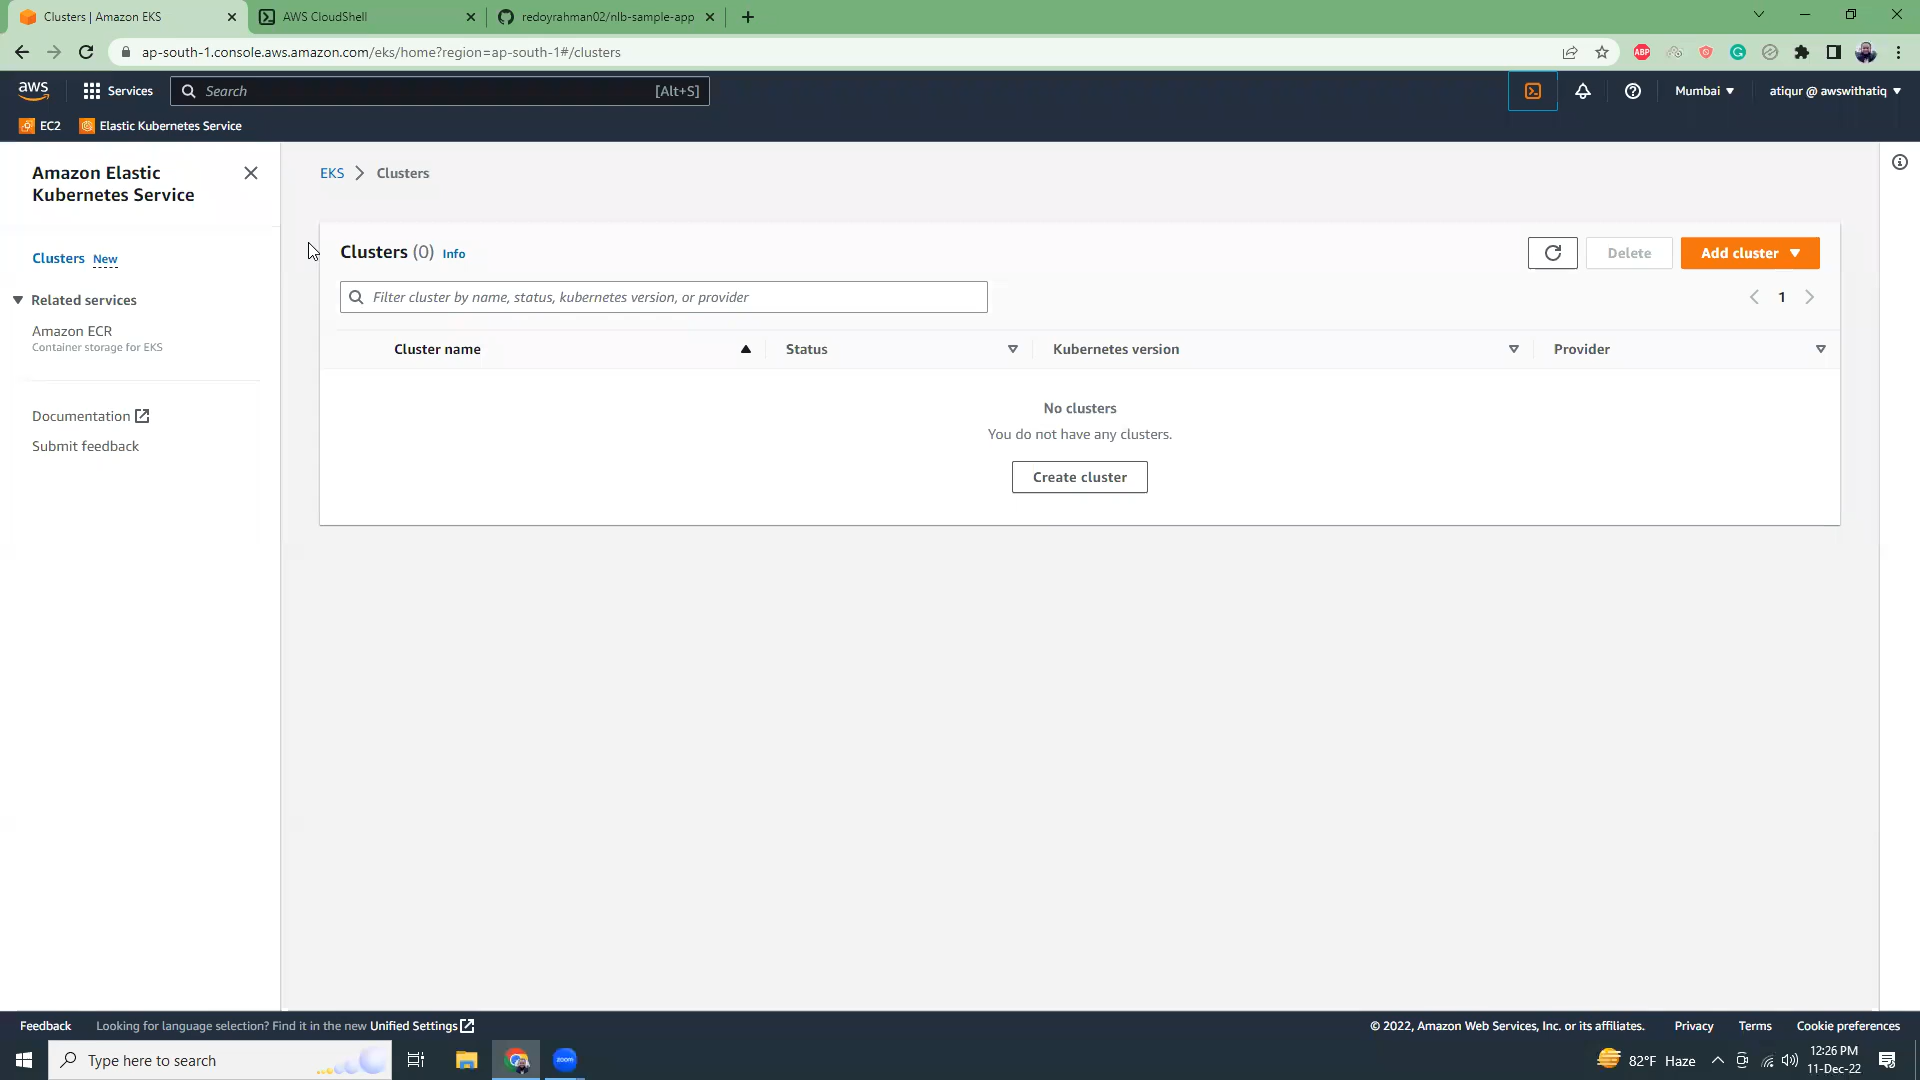 Clusters | Amazon EKS
AWS CloudShell
redoyrahman02/nlb-sample-app
ap-south-1.console.aws.amazon.com/eks/home?region=ap-south-1#/clusters
ABP
aws
Services
Search
[Alt+S]
Mumbai
atiqur @ awswithatiq
EC2
Elastic Kubernetes Service
Amazon Elastic
Kubernetes Service
Clusters New
Related services
Amazon ECR
Container storage for EKS
Documentation
Submit feedback
EKS
Clusters
Clusters (0) Info
Delete
Add cluster
Filter cluster by name, status, kubernetes version, or provider
1
Cluster name
Status
Kubernetes version
Provider
No clusters
You do not have any clusters.
Create cluster
Feedback
Looking for language selection? Find it in the new Unified Settings
© 2022, Amazon Web Services, Inc. or its affiliates.
Privacy
Terms
Cookie preferences
Type here to search
zoom
82°F Haze
12:26 PM
11-Dec-22